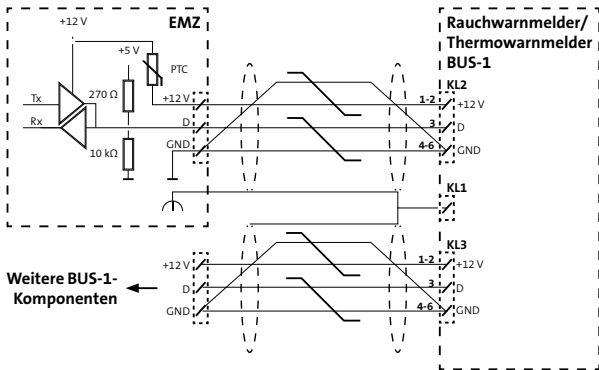 +12 V
EMZ
+5 V
PTC
270 Ω
Tx
Rx
10 kΩ
+12 V
D
GND
Rauchwarnmelder/
Thermowarnmelder
BUS-1
KL2
1-2
+12 V
3
D
4-6
GND
KL1
KL3
+12 V
D
GND
1-2
+12 V
3
D
4-6
GND
Weitere BUS-1-
Komponenten